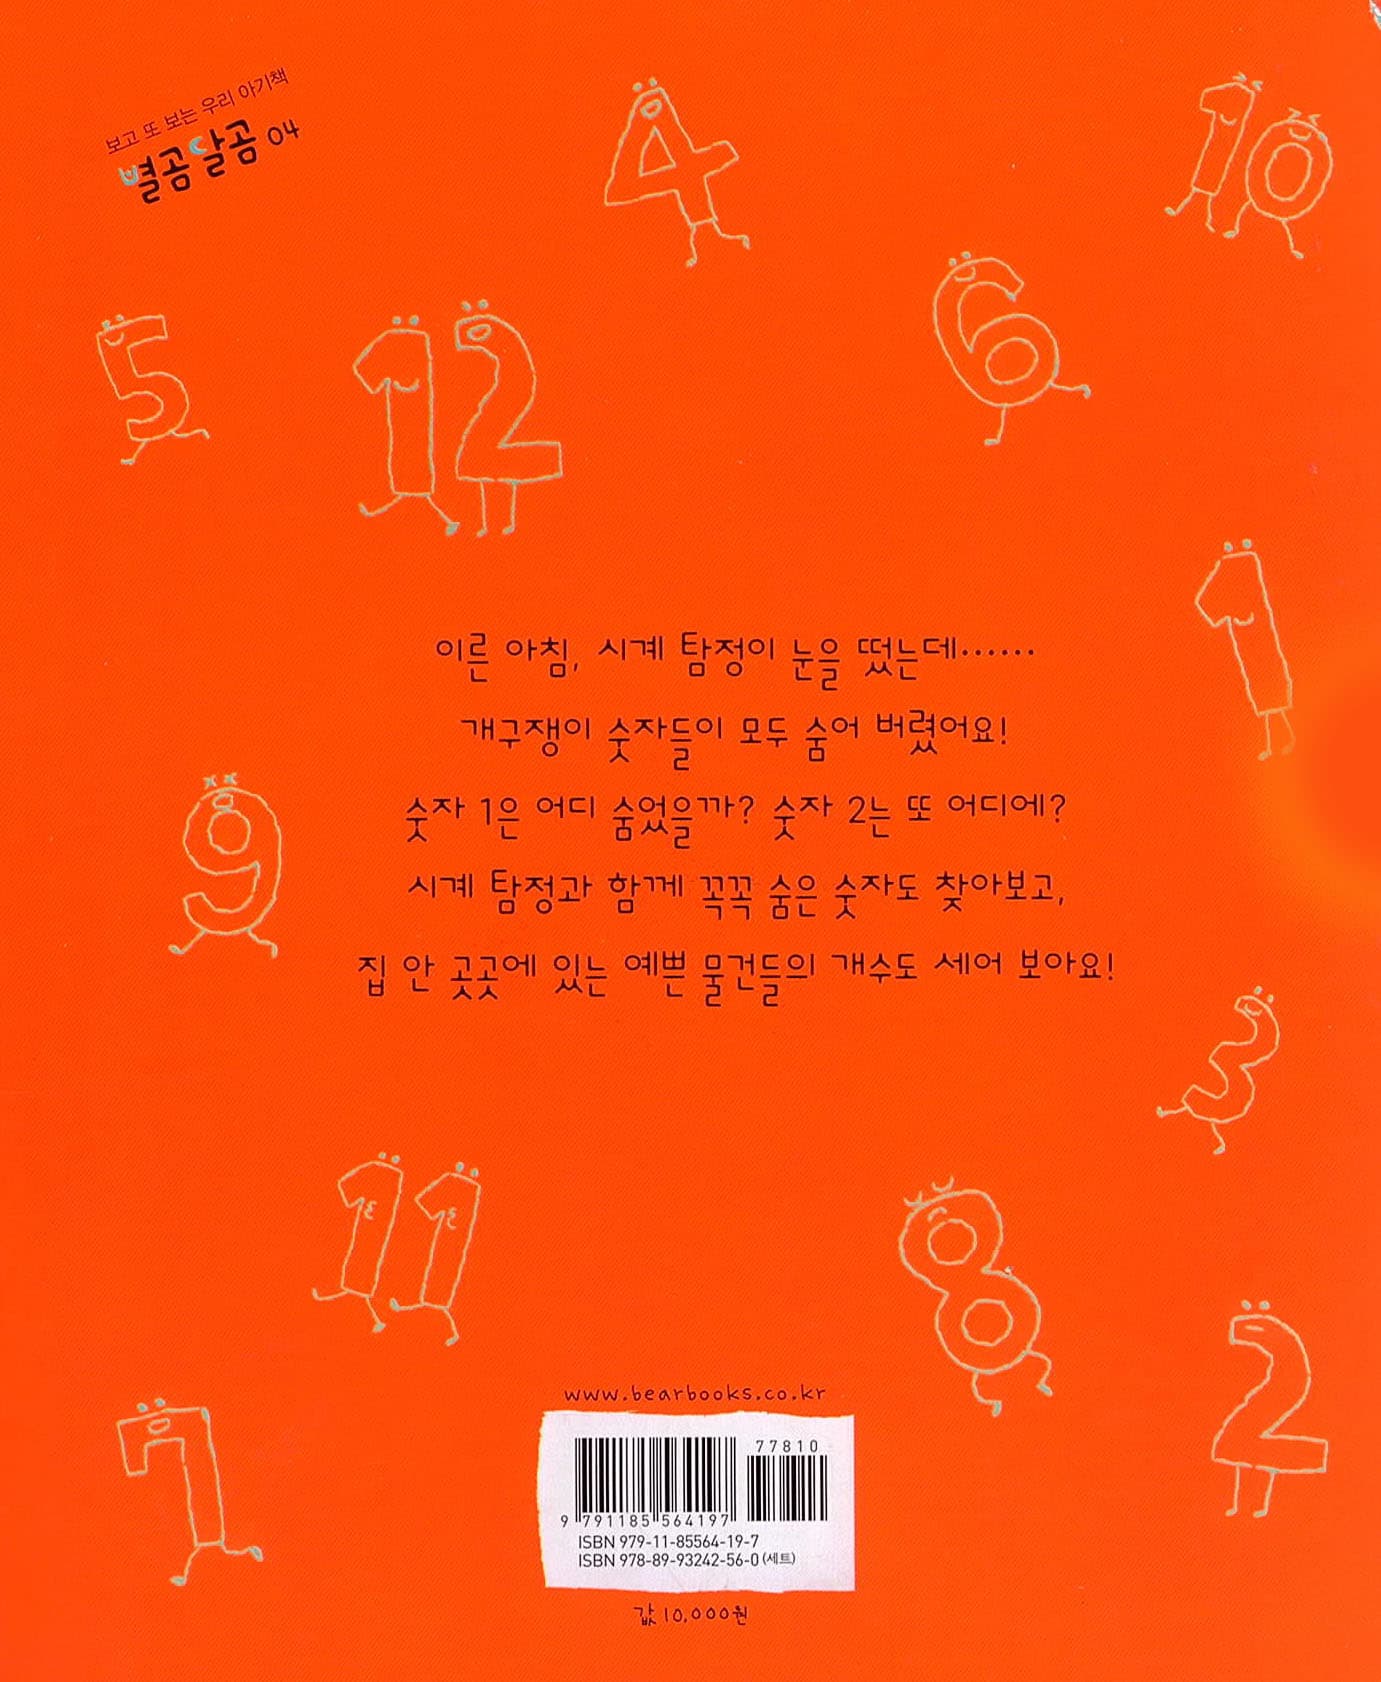 보고 또 보는 우리 아기책
별곰달곰 04
4
10
6
5
12
이른 아침, 시계 탐정이 눈을 떴는데……
개구쟁이 숫자들이 모두 숨어 버렸어요!
숫자 1은 어디 숨었을까? 숫자 2는 또 어디에?
시계 탐정과 함께 꼭꼭 숨은 숫자도 찾아보고,
집 안 곳곳에 있는 예쁜 물건들의 개수도 세어 보아요!
1
9
3
11
8
2
7
www.bearbooks.co.kr
77810
9 791185 564197
ISBN 979-11-85564-19-7
ISBN 978-89-93242-56-0 (세트)
값 10,000원